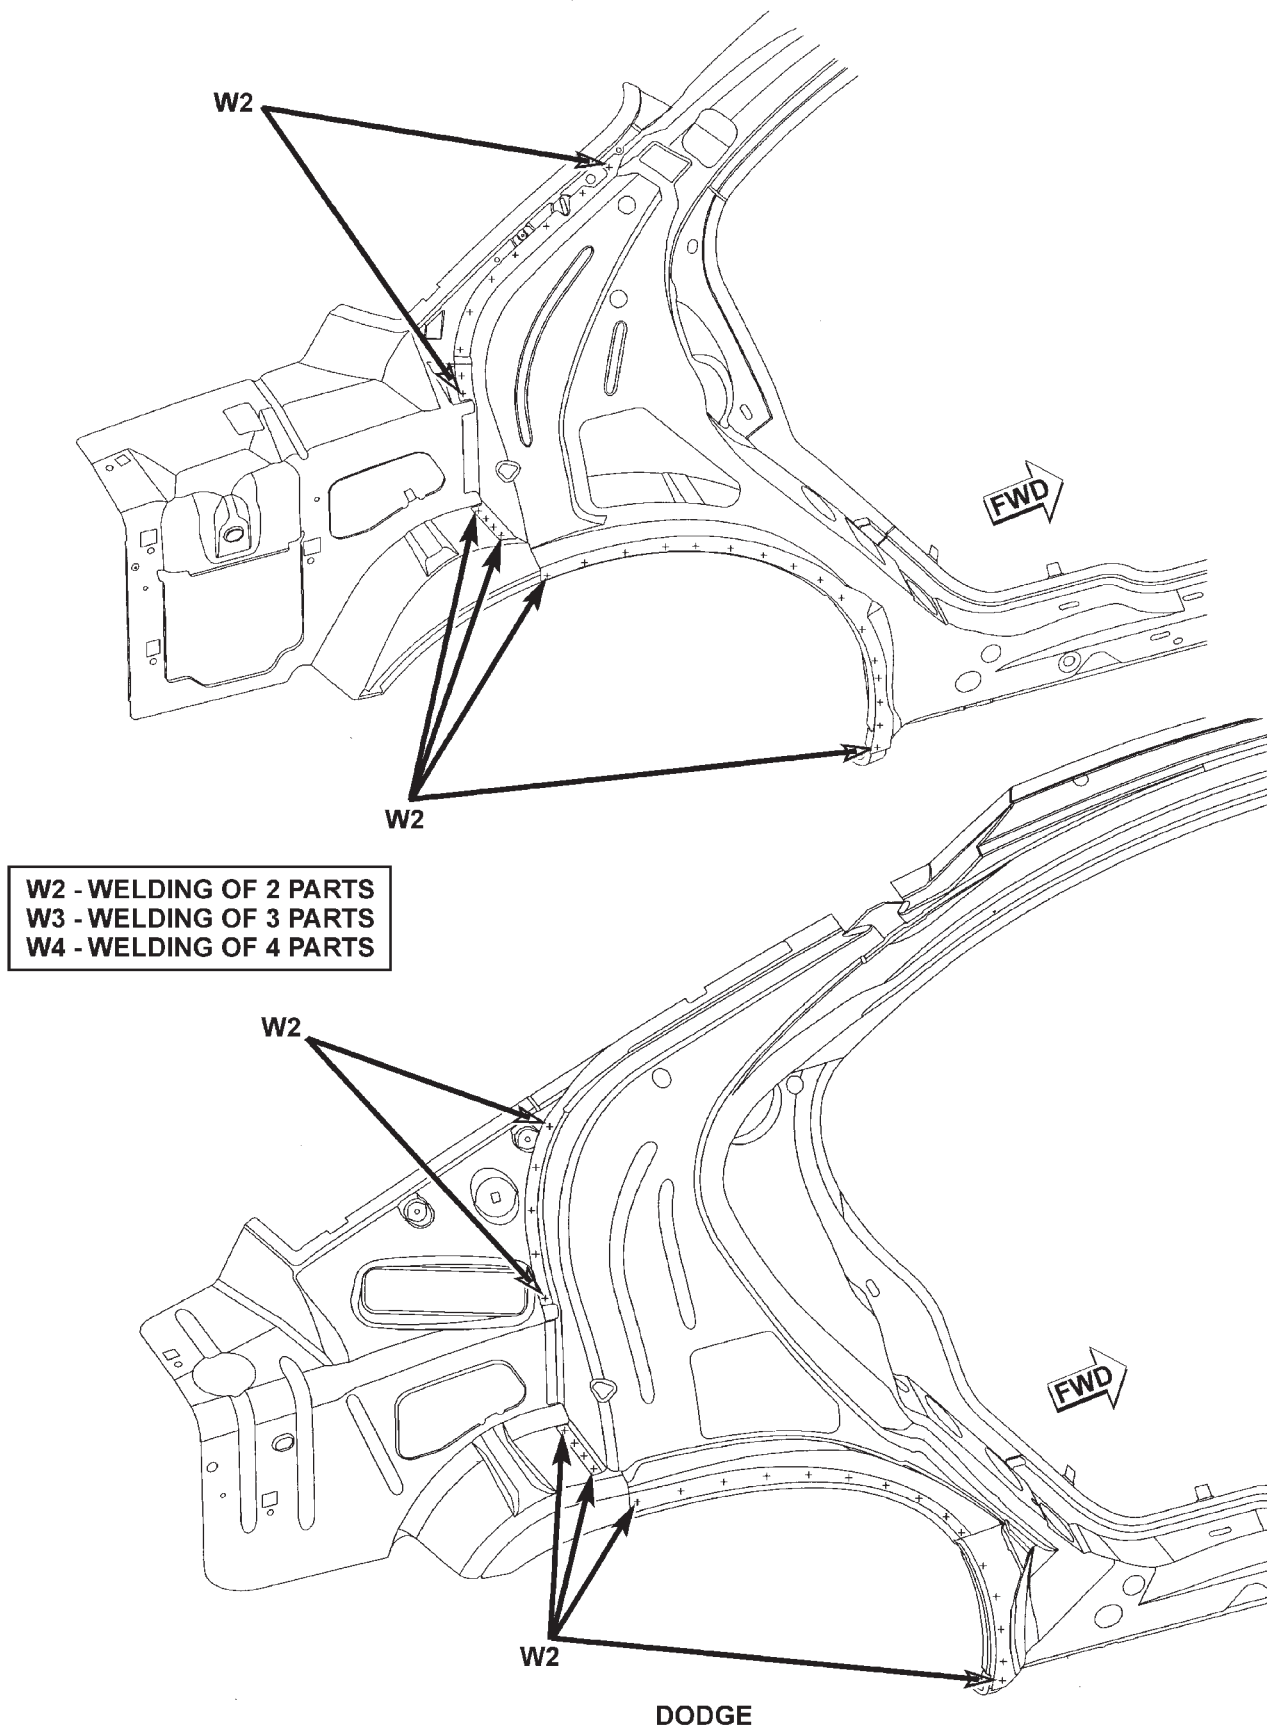 W2
FWD
W2
W2 - WELDING OF 2 PARTS
W3 - WELDING OF 3 PARTS
W4 - WELDING OF 4 PARTS
W2
FWD
W2
DODGE